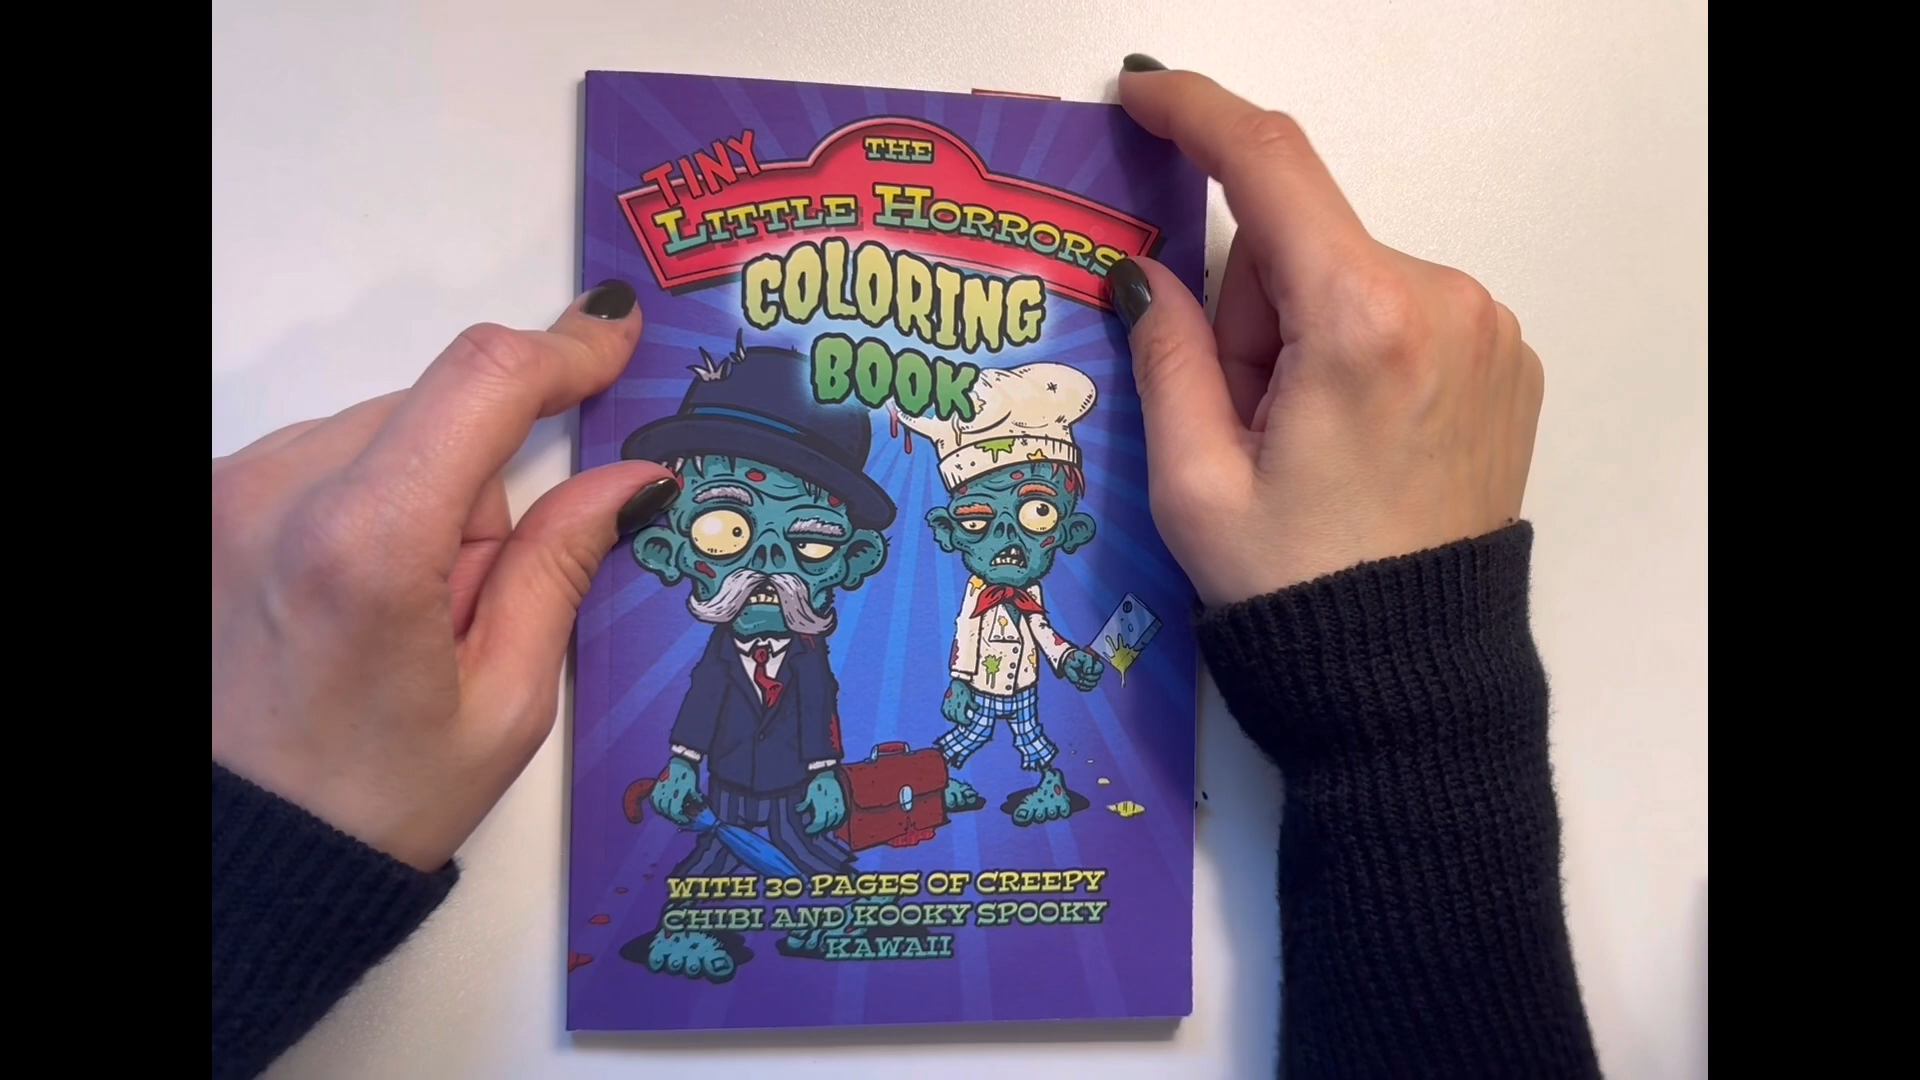 THE
TINY
LITTLE HORRORS
COLORING
BOOK
WITH 30 PAGES OF CREEPY
CHIBI AND KOOKY SPOOKY
KAWAII